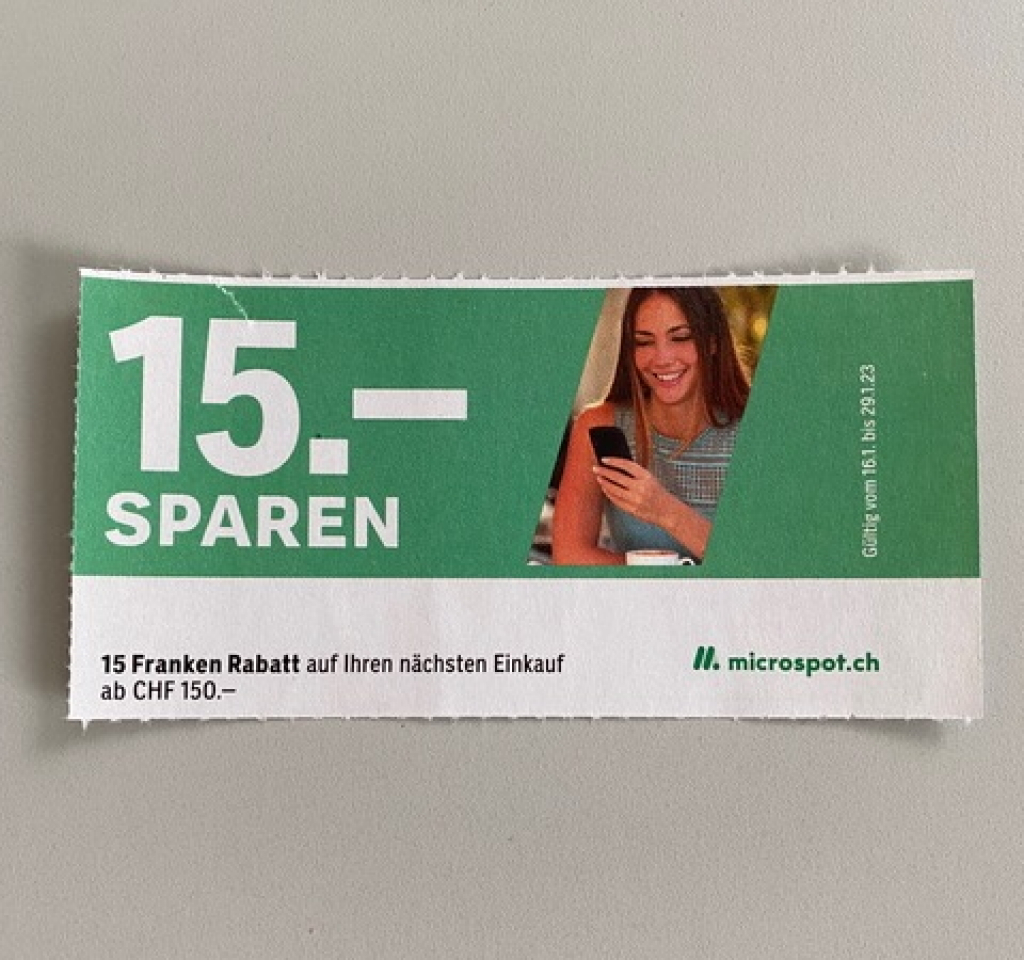 15.–
SPAREN
Gültig vom 16.1. bis 29.1.23
15 Franken Rabatt auf Ihren nächsten Einkauf
ab CHF 150.–
microspot.ch